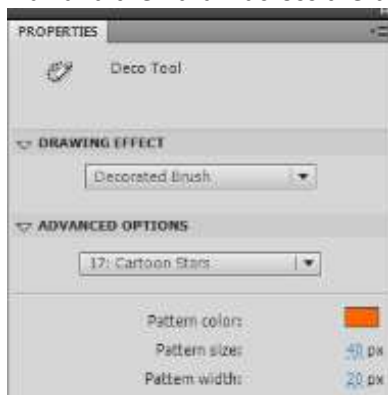 PROPERTIES
Deco Tool
DRAWING EFFECT
Decorated Brush
ADVANCED OPTIONS
17: Cartoon Stars
Pattern color:
Pattern size: 40 px
Pattern width: 20 px